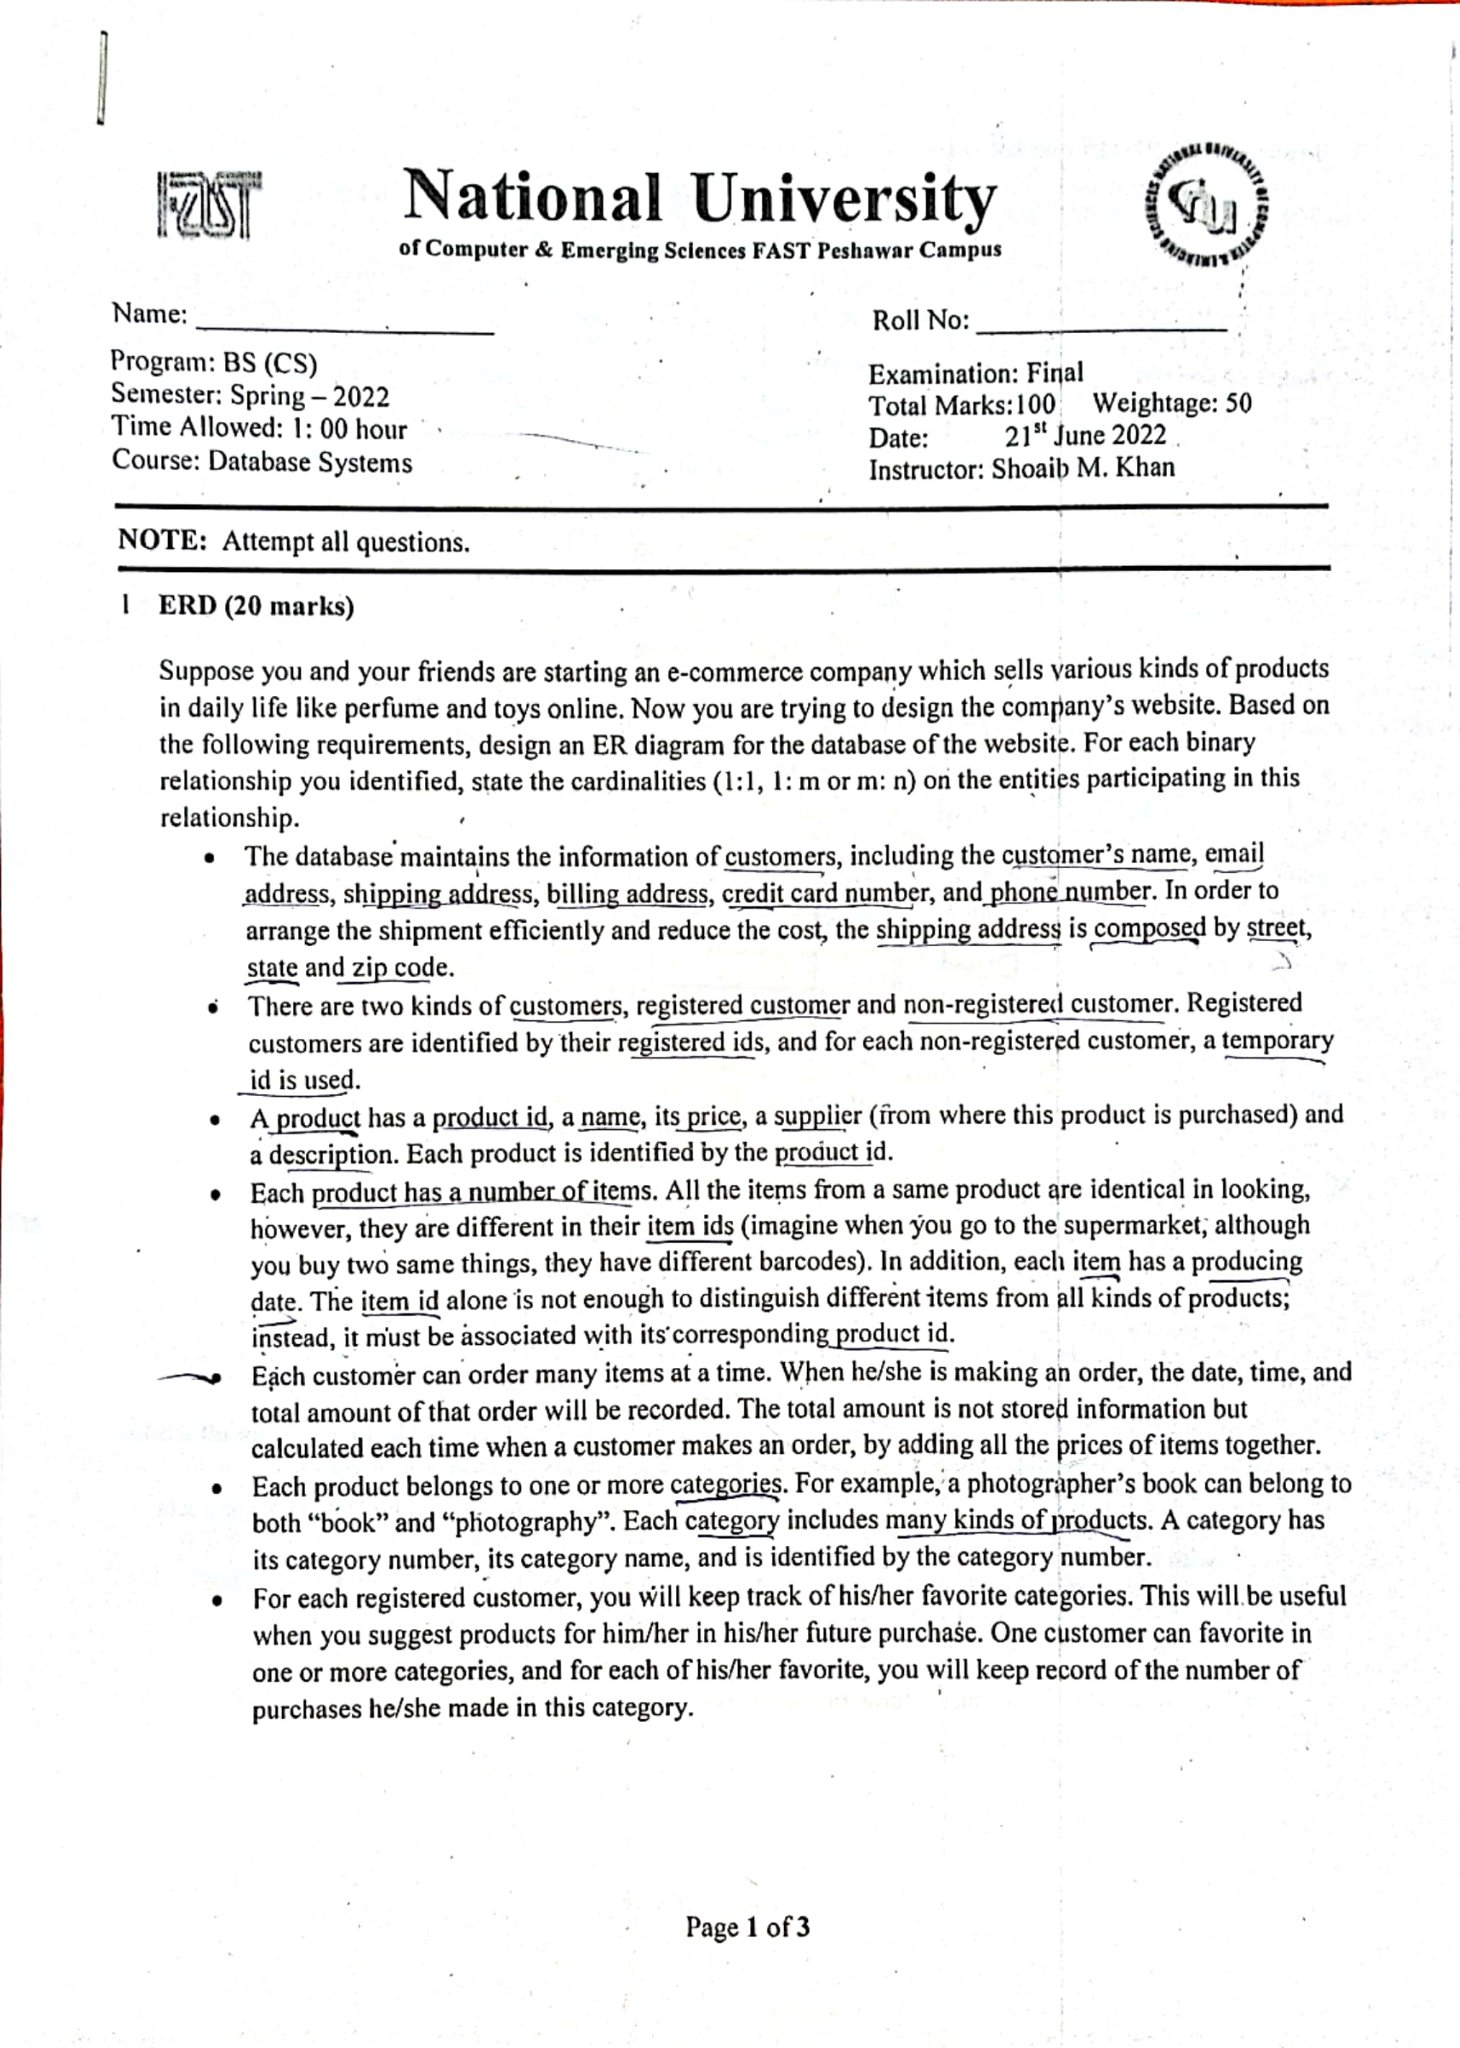 FAST
National University
of Computer & Emerging Sciences FAST Peshawar Campus
Name:
Roll No:
Program: BS (CS)
Semester: Spring – 2022
Time Allowed: 1: 00 hour
Course: Database Systems
Examination: Final
Total Marks:100 Weightage: 50
Date: 21st June 2022
Instructor: Shoaib M. Khan
NOTE: Attempt all questions.
1 ERD (20 marks)
Suppose you and your friends are starting an e-commerce company which sells various kinds of products
in daily life like perfume and toys online. Now you are trying to design the company's website. Based on
the following requirements, design an ER diagram for the database of the website. For each binary
relationship you identified, state the cardinalities (1:1, 1: m or m: n) on the entities participating in this
relationship.
• The database maintains the information of customers, including the customer's name, email
address, shipping address, billing address, credit card number, and phone number. In order to
arrange the shipment efficiently and reduce the cost, the shipping address is composed by street,
state and zip code.
• There are two kinds of customers, registered customer and non-registered customer. Registered
customers are identified by their registered ids, and for each non-registered customer, a temporary
id is used.
• A product has a product id, a name, its price, a supplier (from where this product is purchased) and
a description. Each product is identified by the product id.
• Each product has a number of items. All the items from a same product are identical in looking,
however, they are different in their item ids (imagine when you go to the supermarket, although
you buy two same things, they have different barcodes). In addition, each item has a producing
date. The item id alone is not enough to distinguish different items from all kinds of products;
instead, it must be associated with its corresponding product id.
• Each customer can order many items at a time. When he/she is making an order, the date, time, and
total amount of that order will be recorded. The total amount is not stored information but
calculated each time when a customer makes an order, by adding all the prices of items together.
• Each product belongs to one or more categories. For example, a photographer's book can belong to
both “book” and “photography”. Each category includes many kinds of products. A category has
its category number, its category name, and is identified by the category number.
• For each registered customer, you will keep track of his/her favorite categories. This will be useful
when you suggest products for him/her in his/her future purchase. One customer can favorite in
one or more categories, and for each of his/her favorite, you will keep record of the number of
purchases he/she made in this category.
Page 1 of 3